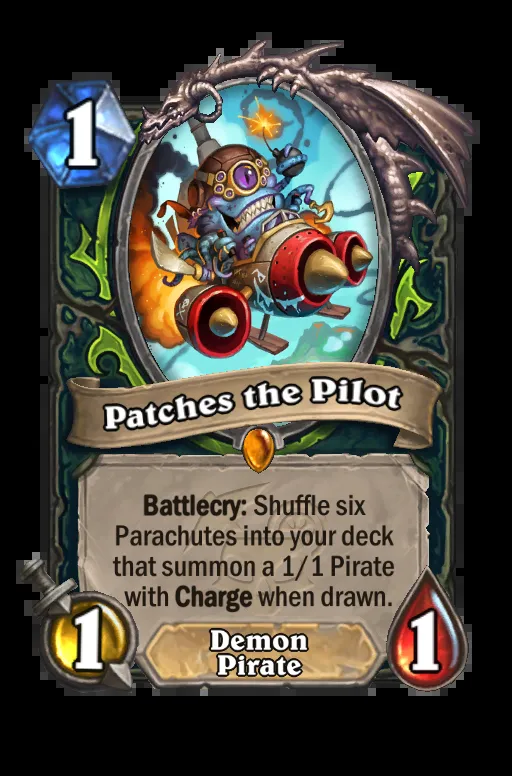 1
Patches the Pilot
Battlecry: Shuffle six
Parachutes into your deck
that summon a 1/1 Pirate
with Charge when drawn.
1
Demon
Pirate
1